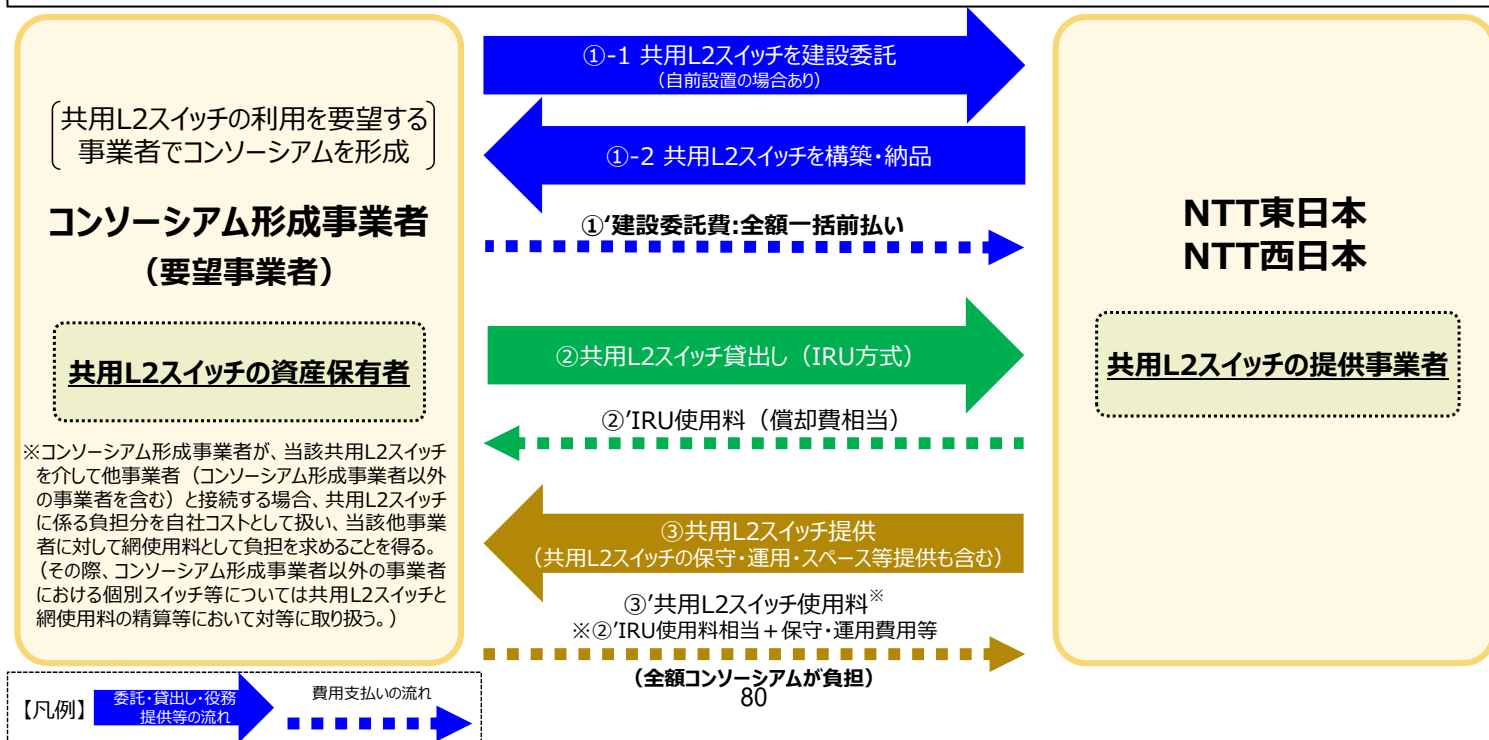 共用L2スイッチの利用を要望する
事業者でコンソーシアムを形成
コンソーシアム形成事業者
（要望事業者）
共用L2スイッチの資産保有者
※コンソーシアム形成事業者が、当該共用L2スイッチ
を介して他事業者（コンソーシアム形成事業者以外
の事業者を含む）と接続する場合、共用L2スイッチ
に係る負担分を自社コストとして扱い、当該他事業
者に対して網使用料として負担を求めることを得る。
（その際、コンソーシアム形成事業者以外の事業者
における個別スイッチ等については共用L2スイッチと
網使用料の精算等において対等に取り扱う。）
①-1 共用L2スイッチを建設委託
（自前設置の場合あり）
①-2 共用L2スイッチを構築・納品
①‘建設委託費:全額一括前払い
②共用L2スイッチ貸出し（IRU方式）
②’IRU使用料（償却費相当）
③共用L2スイッチ提供
（共用L2スイッチの保守・運用・スペース等提供も含む）
③’共用L2スイッチ使用料※
※②’IRU使用料相当＋保守・運用費用等
（全額コンソーシアムが負担）
NTT東日本
NTT西日本
共用L2スイッチの提供事業者
【凡例】
委託・貸出し・役務
提供等の流れ
費用支払いの流れ
80